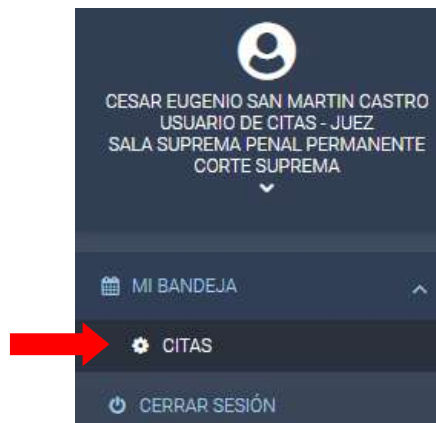 CESAR EUGENIO SAN MARTIN CASTRO
USUARIO DE CITAS - JUEZ
SALA SUPREMA PENAL PERMANENTE
CORTE SUPREMA
MI BANDEJA
CITAS
CERRAR SESIÓN